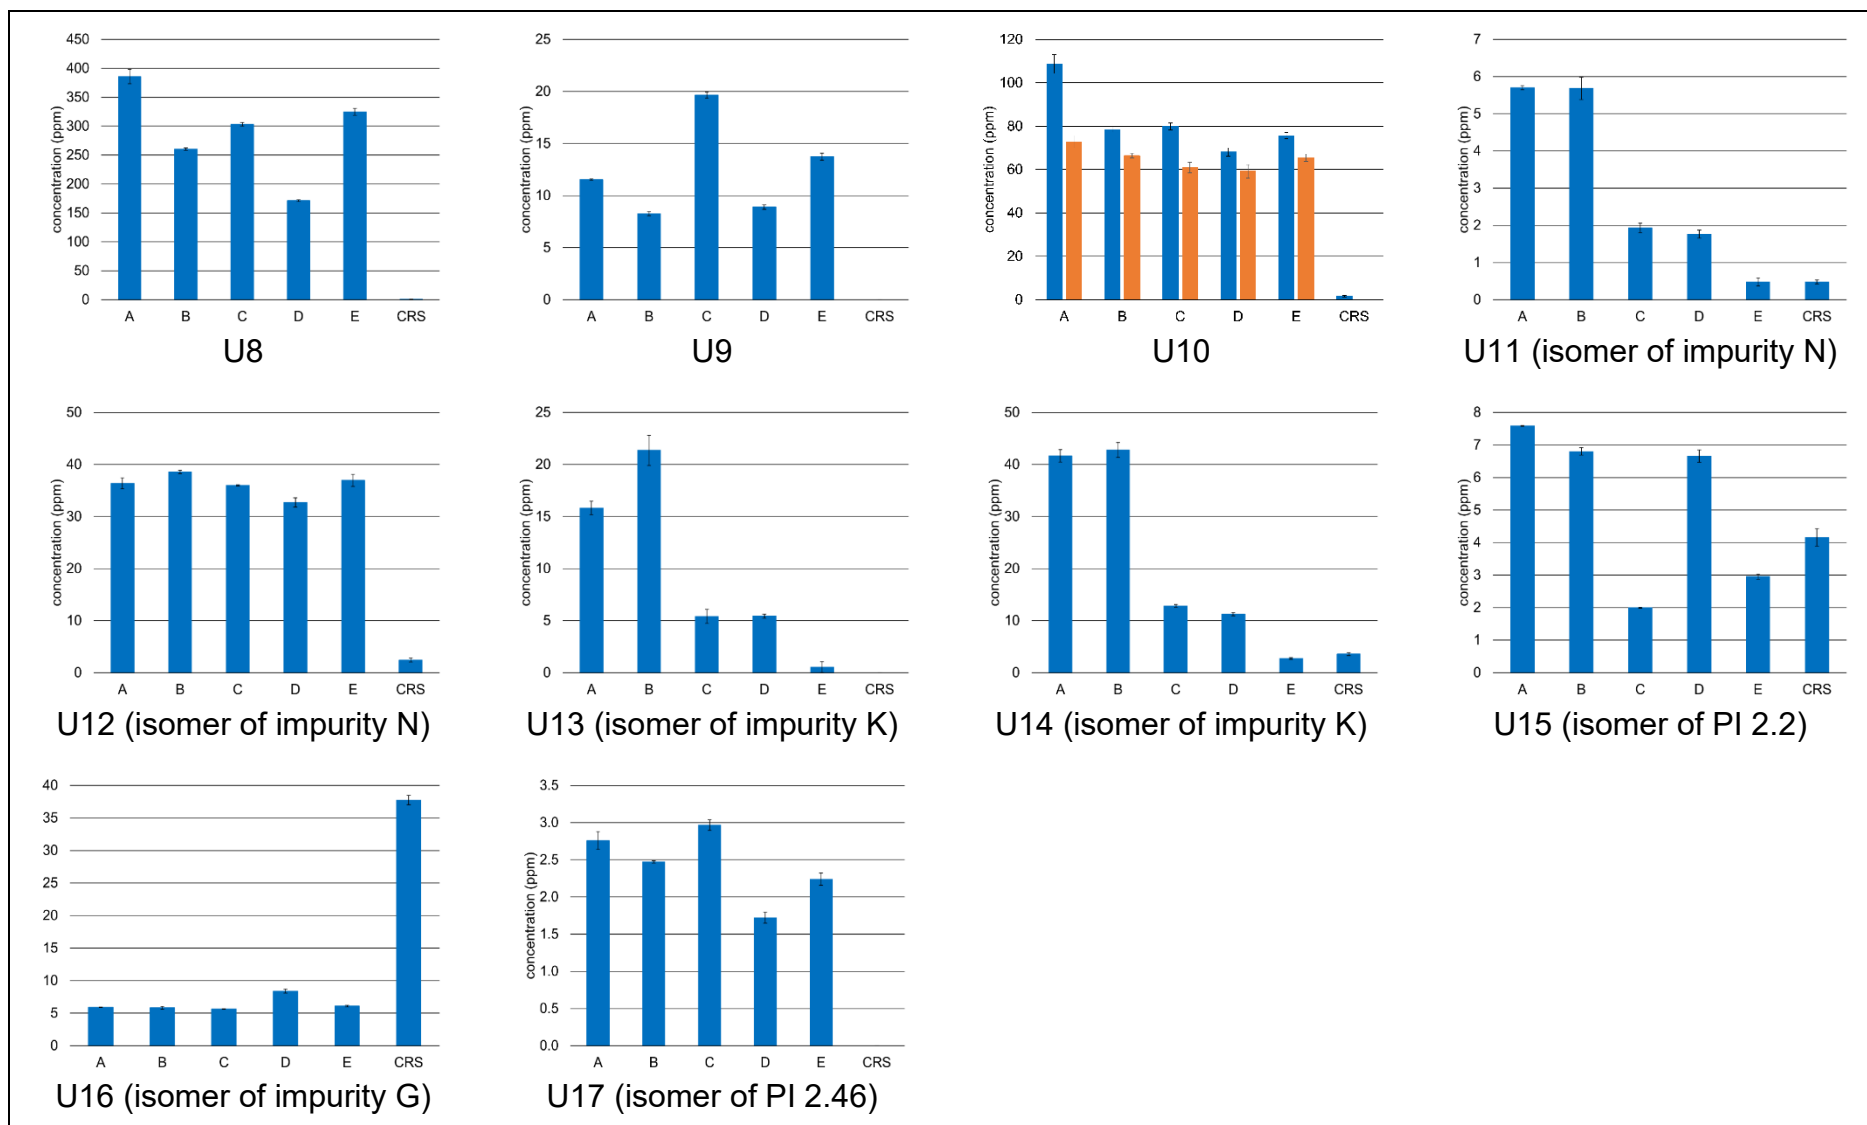 450
400
350
300
250
200
150
100
50
0
concentration (ppm)
A B C D E CRS
U8
25
20
15
10
5
0
concentration (ppm)
A B C D E CRS
U9
120
100
80
60
40
20
0
concentration (ppm)
A B C D E CRS
U10
7
6
5
4
3
2
1
0
concentration (ppm)
A B C D E CRS
U11 (isomer of impurity N)
50
40
30
20
10
0
concentration (ppm)
A B C D E CRS
U12 (isomer of impurity N)
25
20
15
10
5
0
concentration (ppm)
A B C D E CRS
U13 (isomer of impurity K)
50
40
30
20
10
0
concentration (ppm)
A B C D E CRS
U14 (isomer of impurity K)
8
7
6
5
4
3
2
1
0
concentration (ppm)
A B C D E CRS
U15 (isomer of PI 2.2)
40
35
30
25
20
15
10
5
0
A B C D E CRS
U16 (isomer of impurity G)
3.5
3.0
2.5
2.0
1.5
1.0
0.5
0.0
concentration (ppm)
A B C D E CRS
U17 (isomer of PI 2.46)